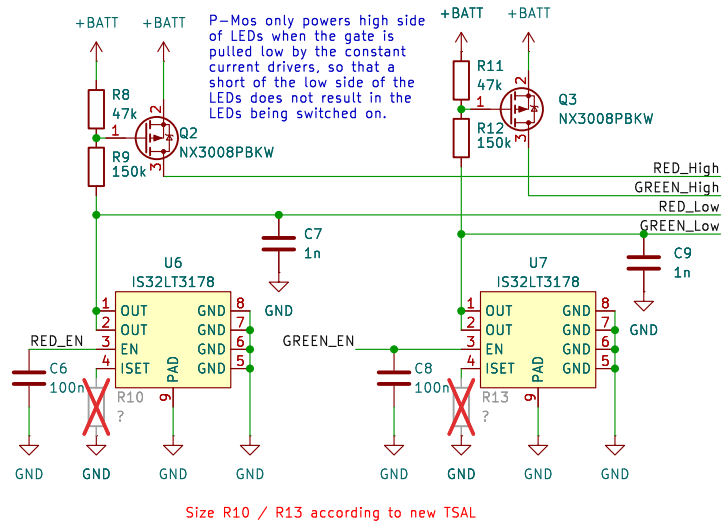 +BATT
+BATT
P-Mos only powers high side
of LEDs when the gate is
pulled low by the constant
current drivers, so that a
short of the low side of the
LEDs does not result in the
LEDs being switched on.
+BATT
+BATT
R8
47k
1
2
3
Q2
NX3008PBKW
R9
150k
R11
47k
1
2
3
Q3
NX3008PBKW
R12
150k
RED_High
GREEN_High
RED_Low
GREEN_Low
C7
1n
GND
C9
1n
GND
U6
IS32LT3178
1 OUT GND 8
2 OUT GND 7
3 EN GND 6
4 ISET GND 5
PAD
9
RED_EN
C6
100n
R10
?
GND
GND
GND
GND
U7
IS32LT3178
1 OUT GND 8
2 OUT GND 7
3 EN GND 6
4 ISET GND 5
PAD
9
GREEN_EN
C8
100n
R13
?
GND
GND
GND
GND
Size R10 / R13 according to new TSAL